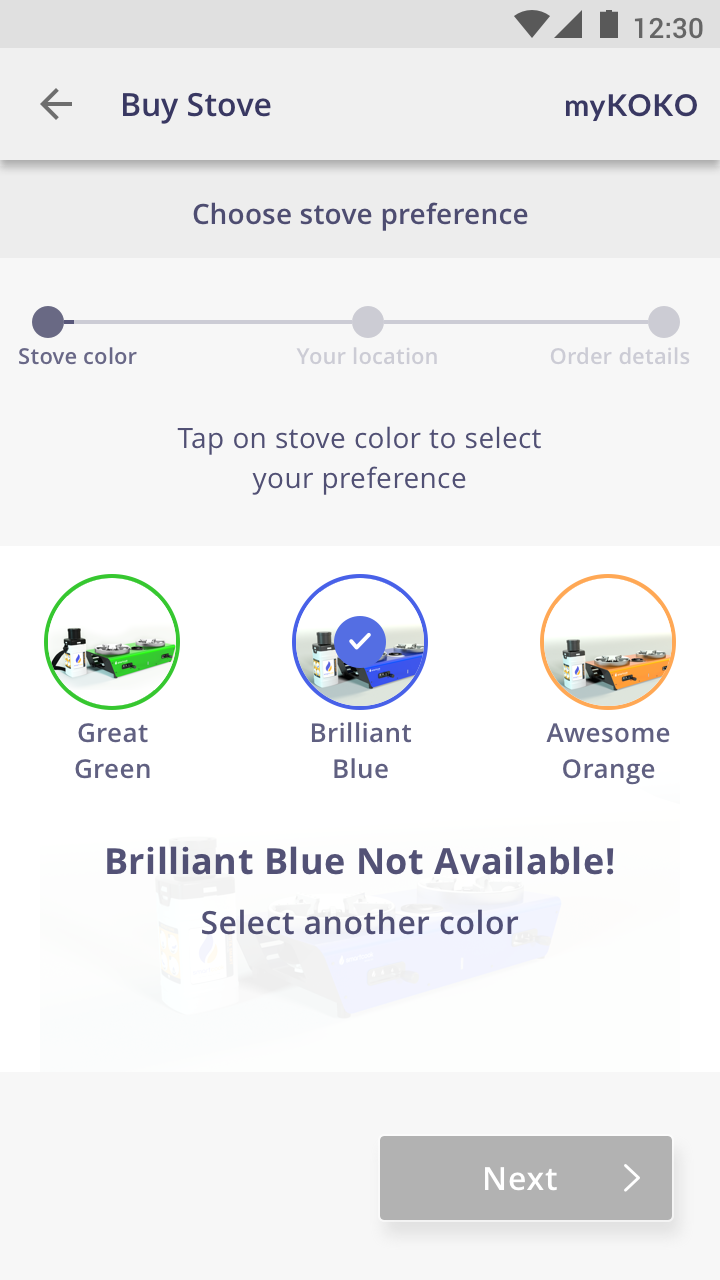 12:30
Buy Stove
myKOKO
Choose stove preference
Stove color
Your location
Order details
Tap on stove color to select
your preference
Great
Green
Brilliant
Blue
Awesome
Orange
Brilliant Blue Not Available!
Select another color
Next